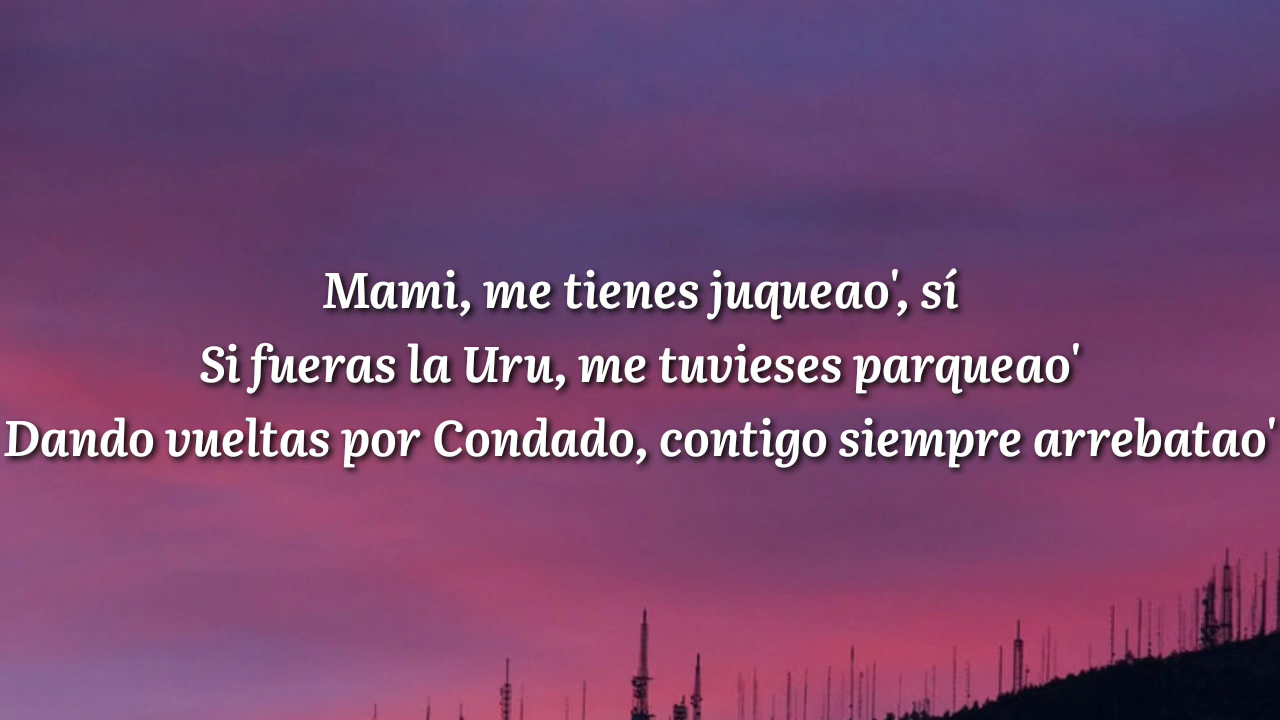 Mami, me tienes juqueao', sí
Si fueras la Uru, me tuvieses parqueao'
Dando vueltas por Condado, contigo siempre arrebatao'